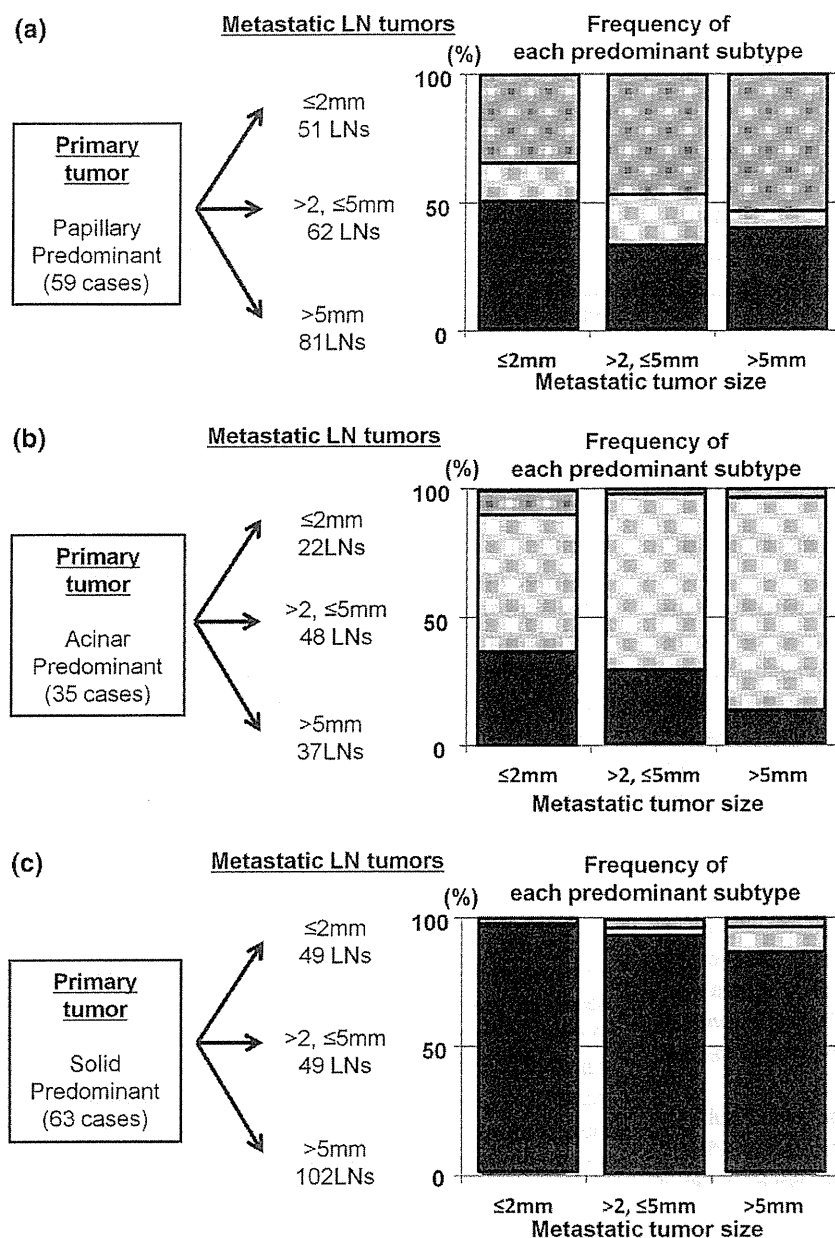 (a)
Metastatic LN tumors
Frequency of
each predominant subtype
(%)
Primary
tumor
Papillary
Predominant
(59 cases)
≤2mm
51 LNs
>2, ≤5mm
62 LNs
>5mm
81LNs
100
50
0
≤2mm >2, ≤5mm >5mm
Metastatic tumor size
(b)
Metastatic LN tumors
Frequency of
each predominant subtype
(%)
Primary
tumor
Acinar
Predominant
(35 cases)
≤2mm
22LNs
>2, ≤5mm
48 LNs
>5mm
37LNs
100
50
0
≤2mm >2, ≤5mm >5mm
Metastatic tumor size
(c)
Metastatic LN tumors
Frequency of
each predominant subtype
(%)
Primary
tumor
Solid
Predominant
(63 cases)
≤2mm
49 LNs
>2, ≤5mm
49 LNs
>5mm
102LNs
100
50
0
≤2mm >2, ≤5mm >5mm
Metastatic tumor size